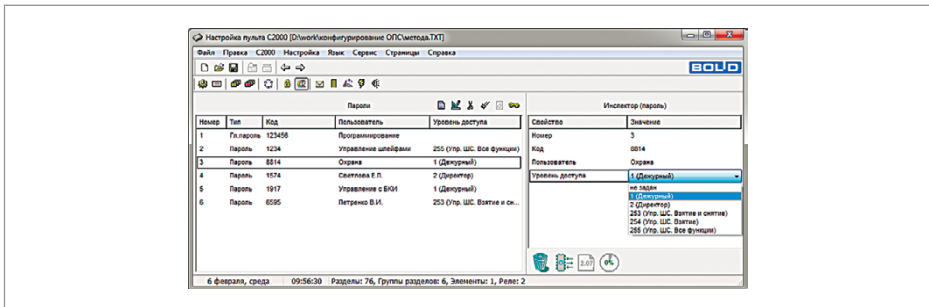 Настройка пульта С2000 [D:\work\конфигурирование ОПС\метода.TXT]
Файл Правка С2000 Настройка Язык Сервис Страницы Справка
BOLID
Пароли
Инспектор (пароль)
Номер Тип Код Пользователь Уровень доступа
Свойство Значение
1 Гл.пароль 123456 Программирование
Номер 3
2 Пароль 1234 Управление шлейфами 255 (Упр. ШС. Все функции)
Код 8814
3 Пароль 8814 Охрана 1 (Дежурный)
Пользователь Охрана
4 Пароль 1574 Светлова Е.Л. 2 (Директор)
Уровень доступа 1 (Дежурный)
5 Пароль 1917 Управление с БКИ 1 (Дежурный)
не задан
1 (Дежурный)
6 Пароль 6595 Петренко В.И. 253 (Упр. ШС. Взятие и сн...
2 (Директор)
253 (Упр. ШС. Взятие и снятие)
254 (Упр. ШС. Взятие)
255 (Упр. ШС. Все функции)
2.07 0%
6 февраля, среда 09:56:30 Разделы: 76, Группы разделов: 6, Элементы: 1, Реле: 2